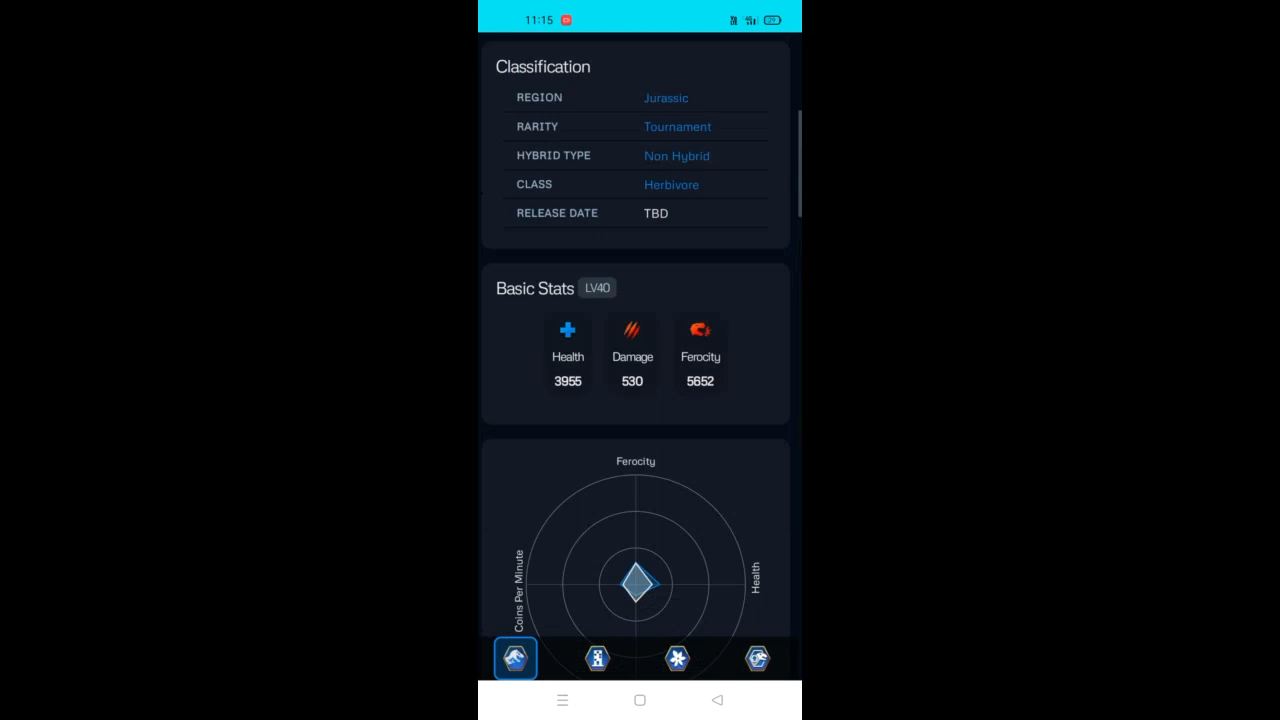 11:15 29
Classification
REGION Jurassic
RARITY Tournament
HYBRID TYPE Non Hybrid
CLASS Herbivore
RELEASE DATE TBD
Basic Stats LV40
Health Damage Ferocity
3955 530 5652
Ferocity
Coins Per Minute
Health